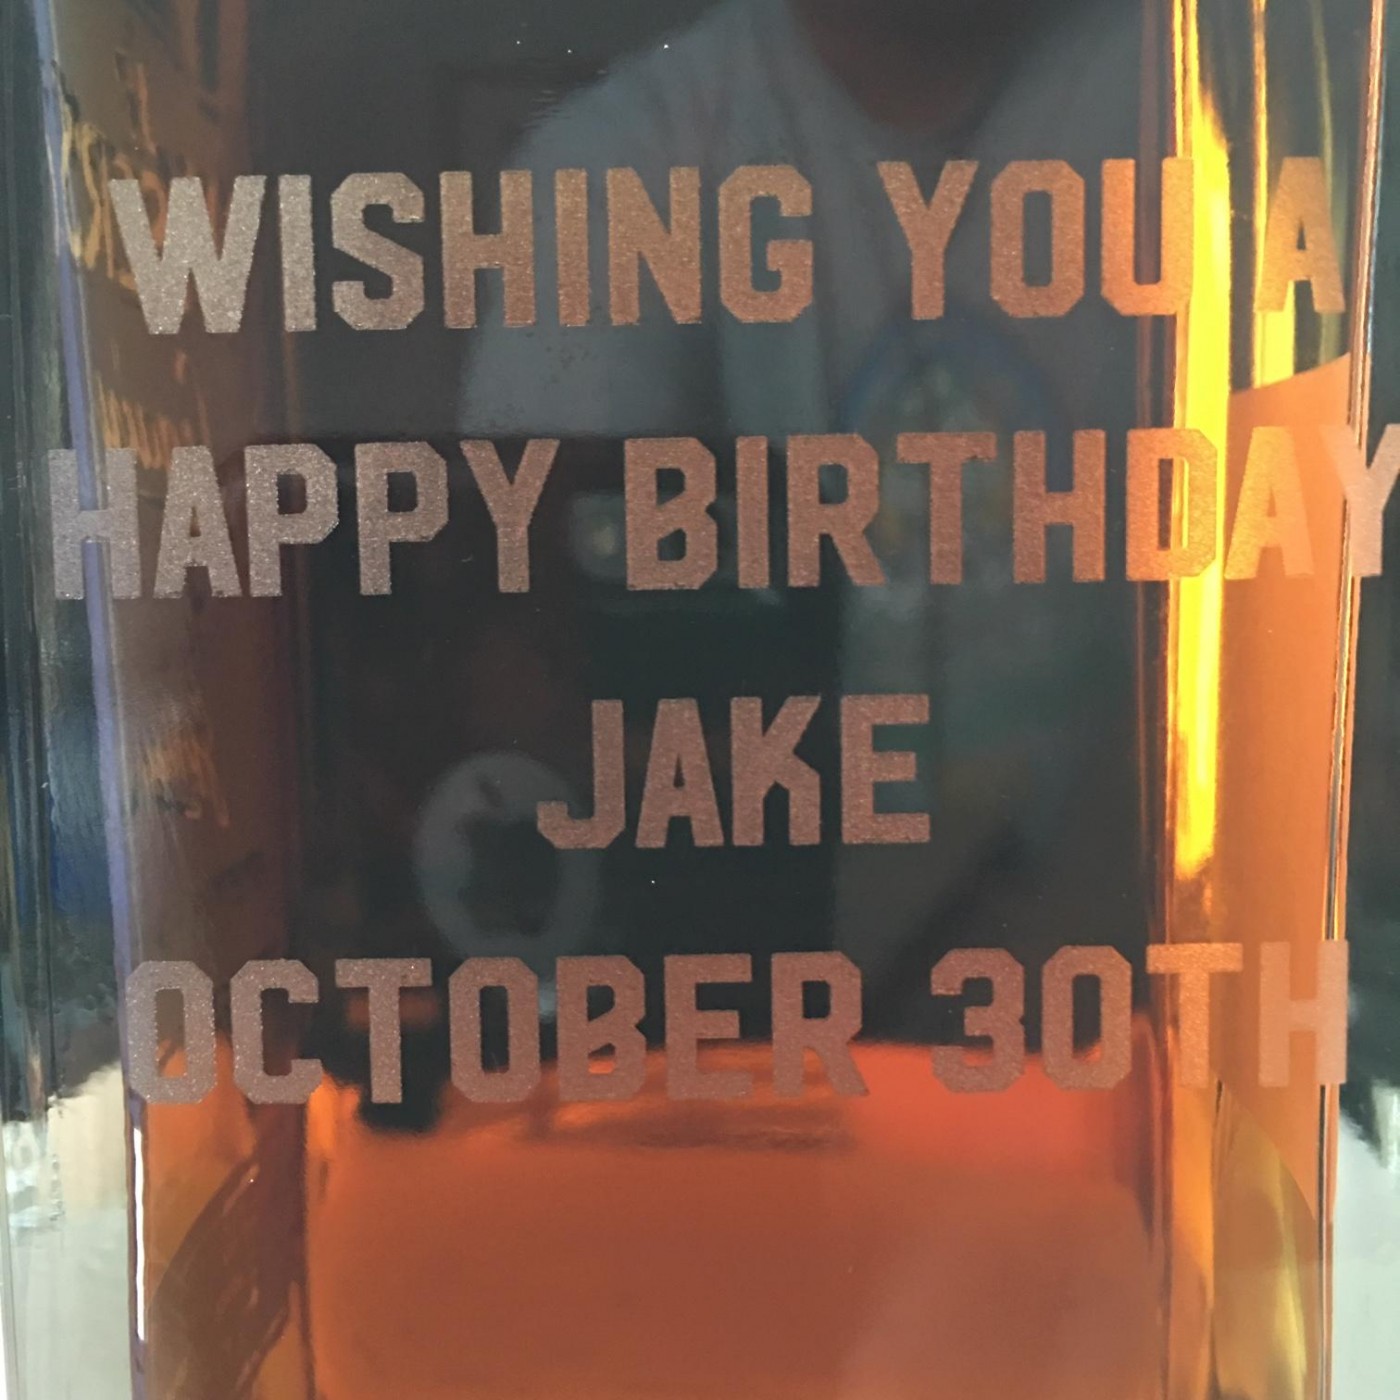 WISHING YOU A
HAPPY BIRTHDAY
JAKE
OCTOBER 30TH